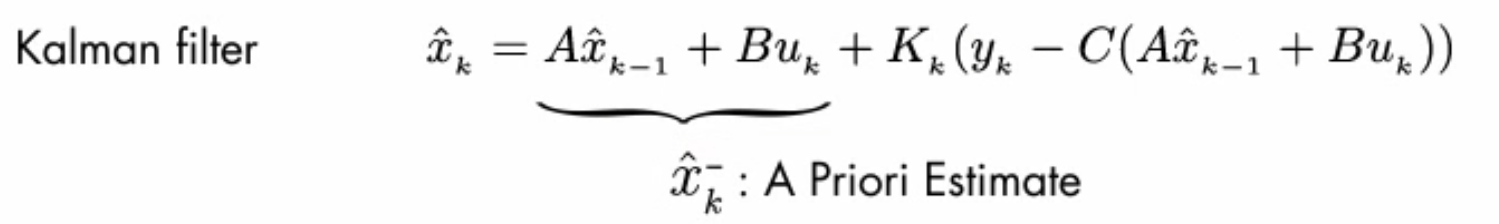 Kalman filter x̂ₖ = Ax̂ₖ₋₁ + Buₖ + Kₖ(yₖ − C(Ax̂ₖ₋₁ + Buₖ))
x̂ₖ⁻ : A Priori Estimate